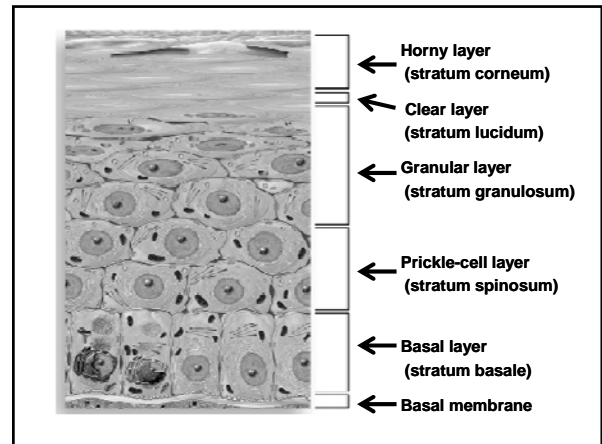 Horny layer
(stratum corneum)
Clear layer
(stratum lucidum)
Granular layer
(stratum granulosum)
Prickle-cell layer
(stratum spinosum)
Basal layer
(stratum basale)
Basal membrane